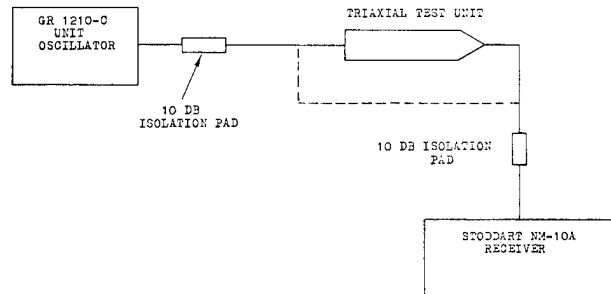 GR 1210-C
UNIT
OSCILLATOR
TRIAXIAL TEST UNIT
10 DB
ISOLATION PAD
10 DB ISOLATION
PAD
STODDART NM-10A
RECEIVER